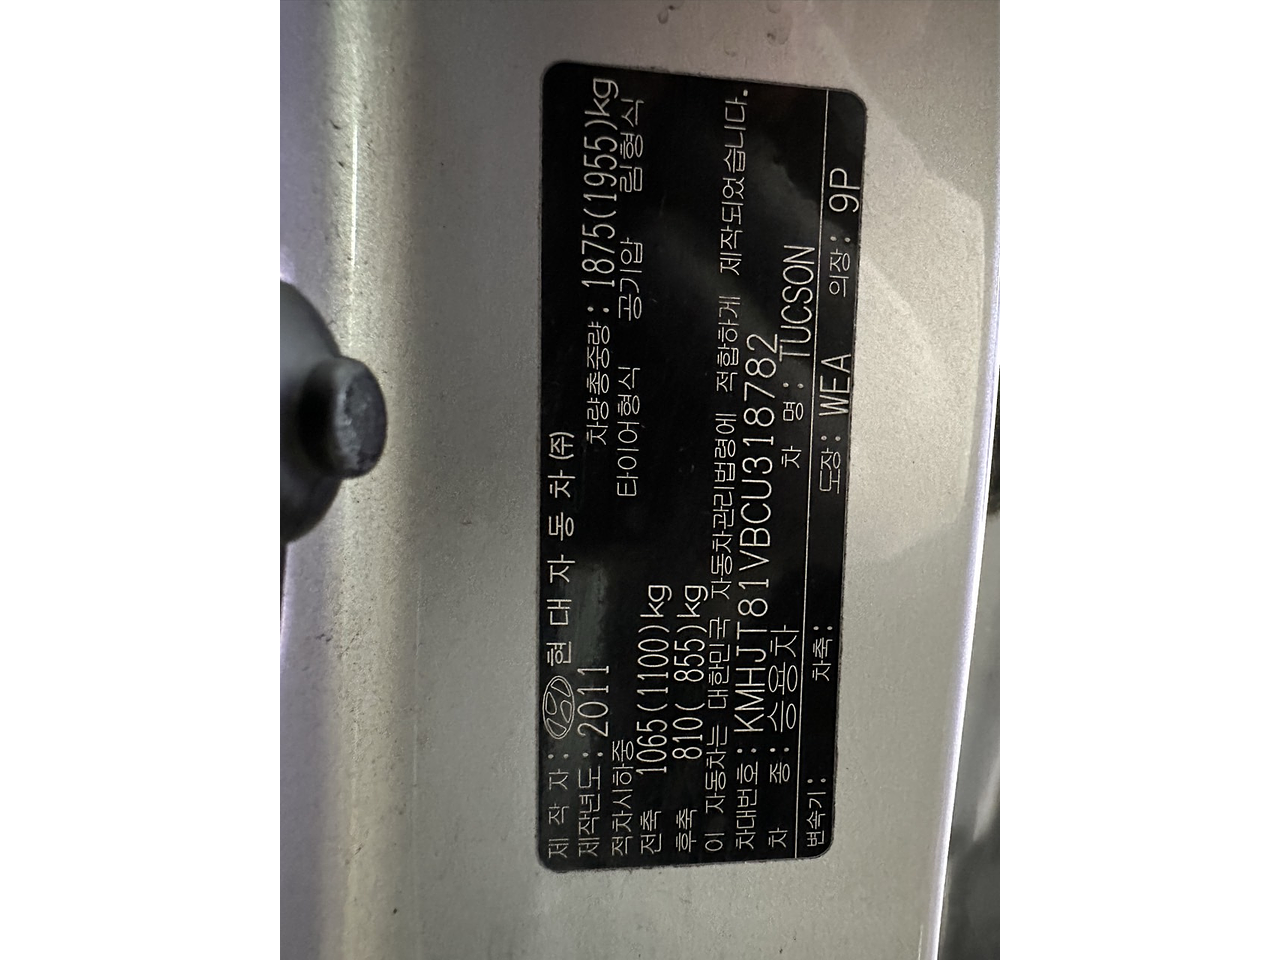 제 작 자 : 현 대 자 동 차 (주)
제작년도 : 2011 차량총중량 : 1875(1955)kg
적차시하중 타이어형식 공기압 림형식
전축 1065(1100)kg
후축 810( 855)kg
이 자동차는 대한민국 자동차관리법령에 적합하게 제작되었습니다.
차대번호 : KMHJT81VBCU318782
차 종 : 승용차 차 명 : TUCSON
변속기 : 차축 : 도장 : WEA 의장 : 9P